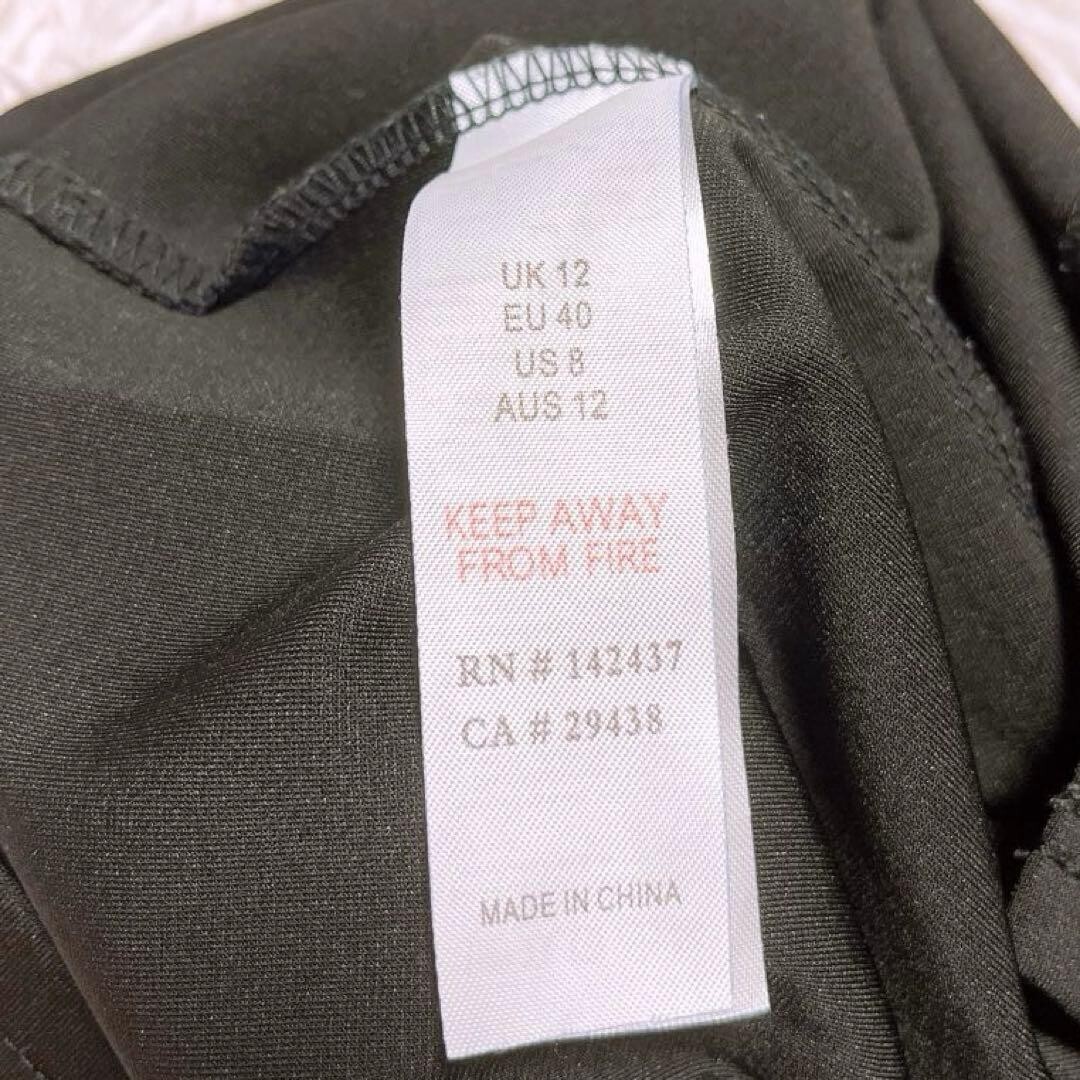 UK 12
EU 40
US 8
AUS 12
KEEP AWAY
FROM FIRE
RN # 142437
CA # 29438
MADE IN CHINA